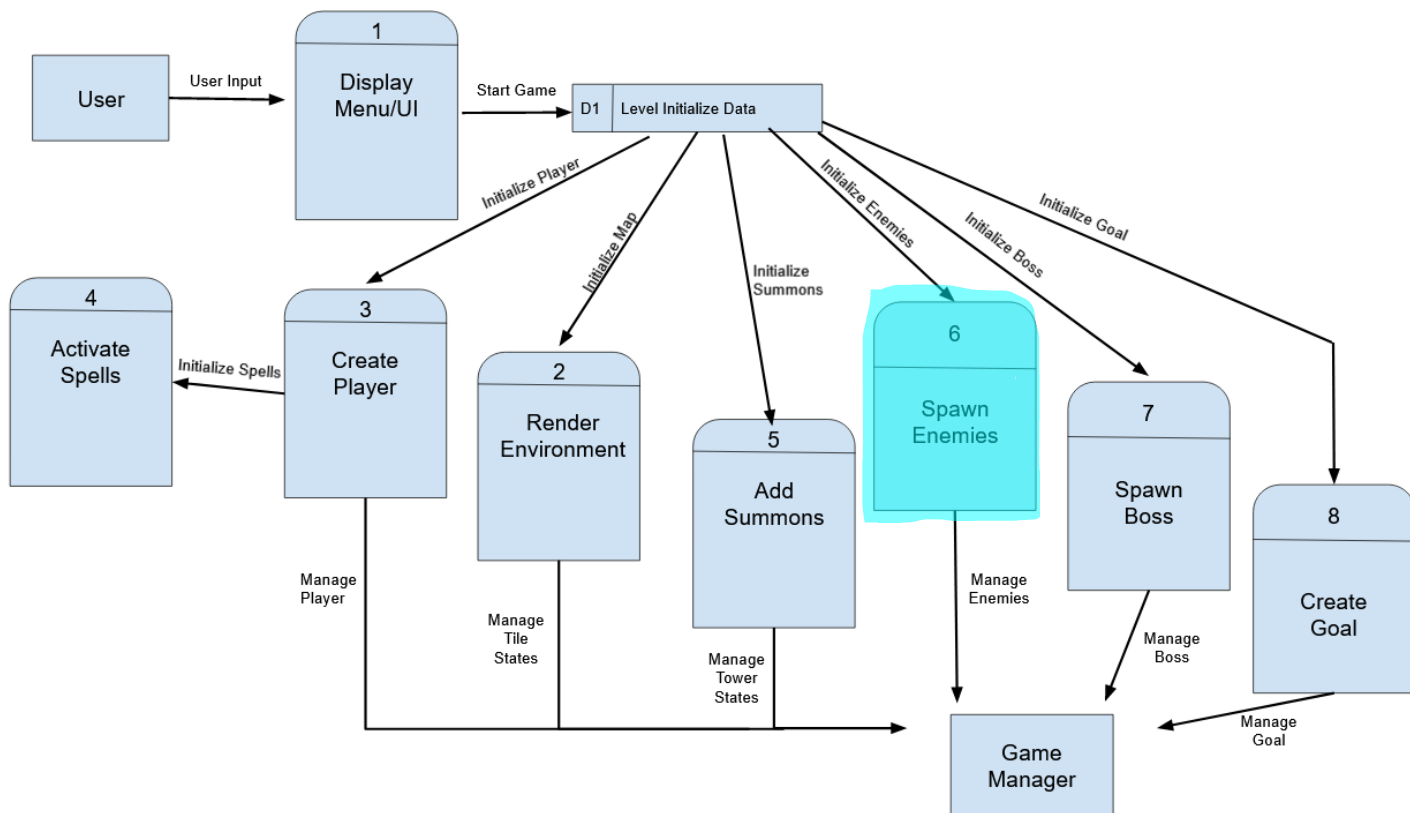 1
User
User Input
Display
Menu/UI
Start Game
D1
Level Initialize Data
Initialize Player
Initialize Map
Initialize
Summons
Initialize Enemies
Initialize Boss
Initialize Goal
4
Activate
Spells
Initialize Spells
3
Create
Player
2
Render
Environment
5
Add
Summons
6
Spawn
Enemies
7
Spawn
Boss
8
Create
Goal
Manage
Player
Manage
Tile
States
Manage
Tower
States
Manage
Enemies
Manage
Boss
Manage
Goal
Game
Manager